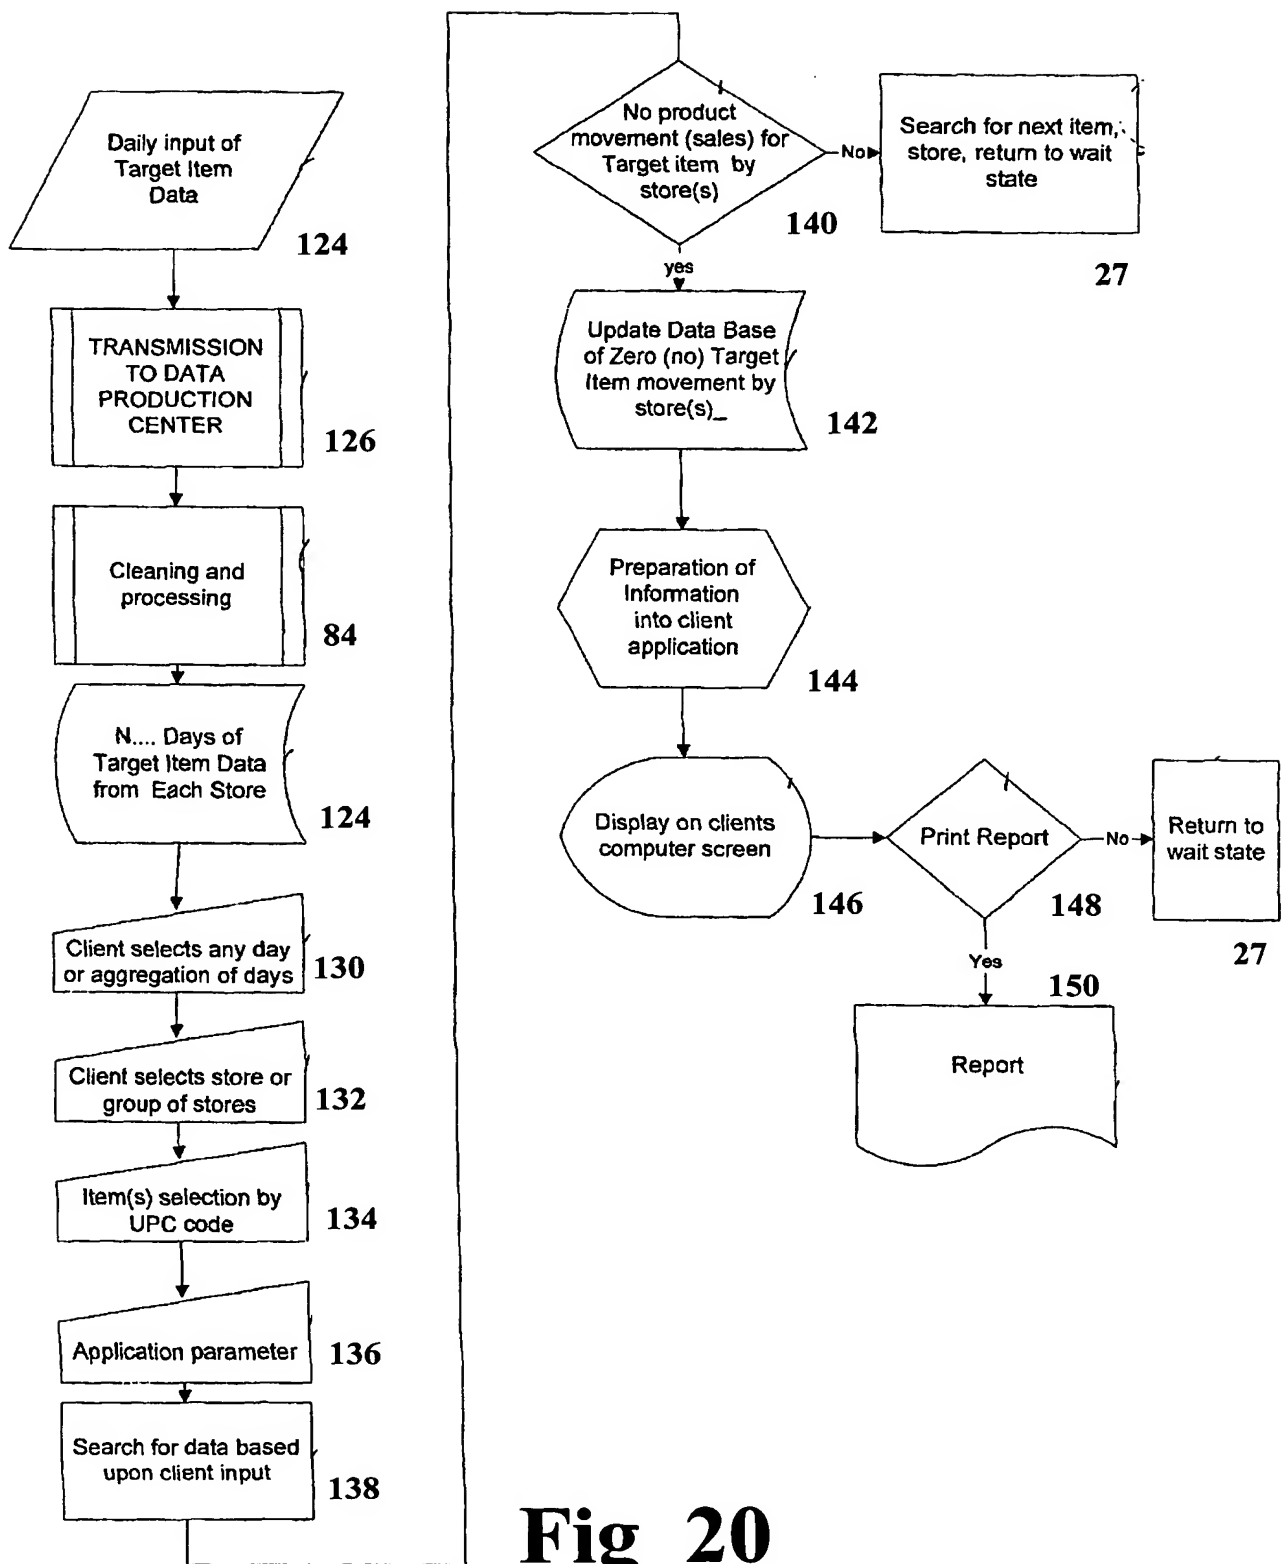 Daily input of
Target Item
Data
124
TRANSMISSION
TO DATA
PRODUCTION
CENTER
126
Cleaning and
processing
84
N.... Days of
Target Item Data
from Each Store
124
Client selects any day
or aggregation of days
130
Client selects store or
group of stores
132
Item(s) selection by
UPC code
134
Application parameter
136
Search for data based
upon client input
138
No product
movement (sales) for
Target item by
store(s)
140
No
Search for next item,
store, return to wait
state
27
yes
Update Data Base
of Zero (no) Target
Item movement by
store(s)_
142
Preparation of
Information
into client
application
144
Display on clients
computer screen
146
Print Report
148
No
Return to
wait state
27
Yes
150
Report
Fig 20